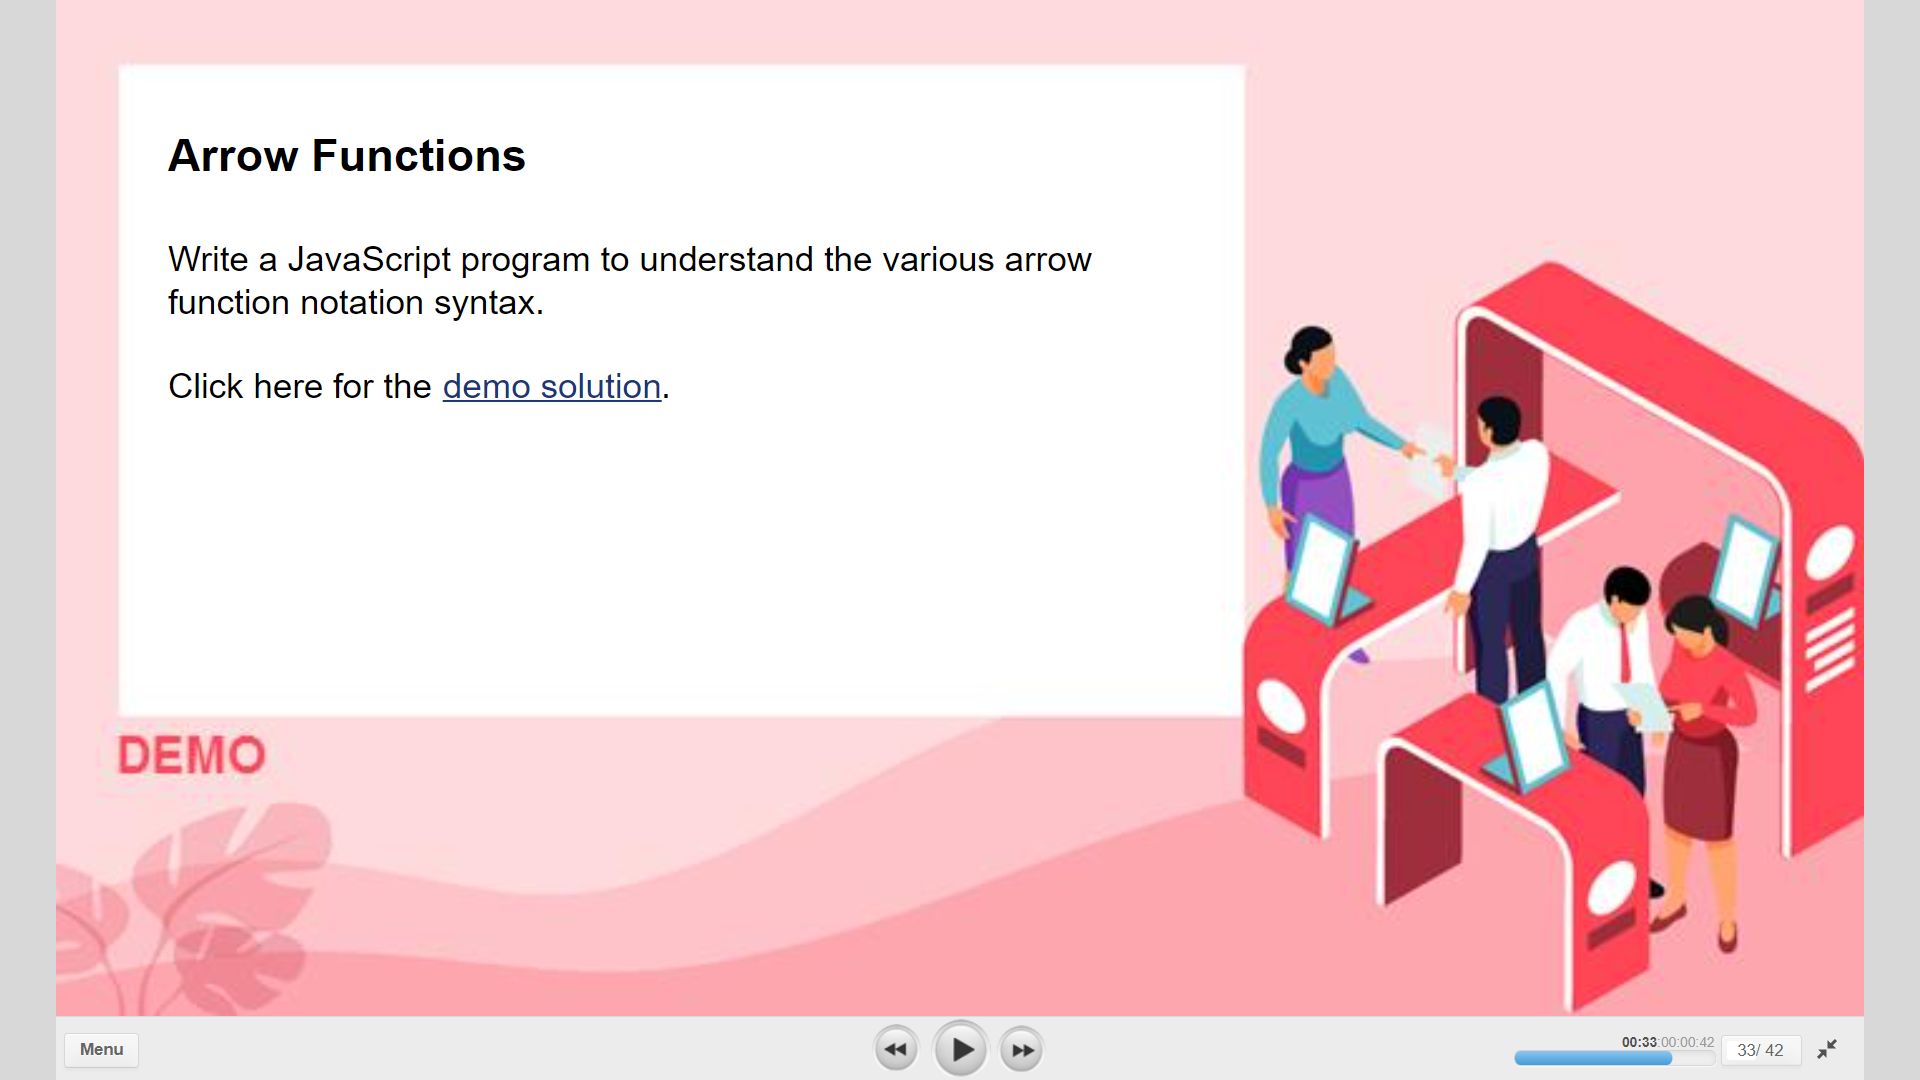 Arrow Functions
Write a JavaScript program to understand the various arrow
function notation syntax.
Click here for the demo solution.
DEMO
Menu
00:33:00:00:42
33/ 42